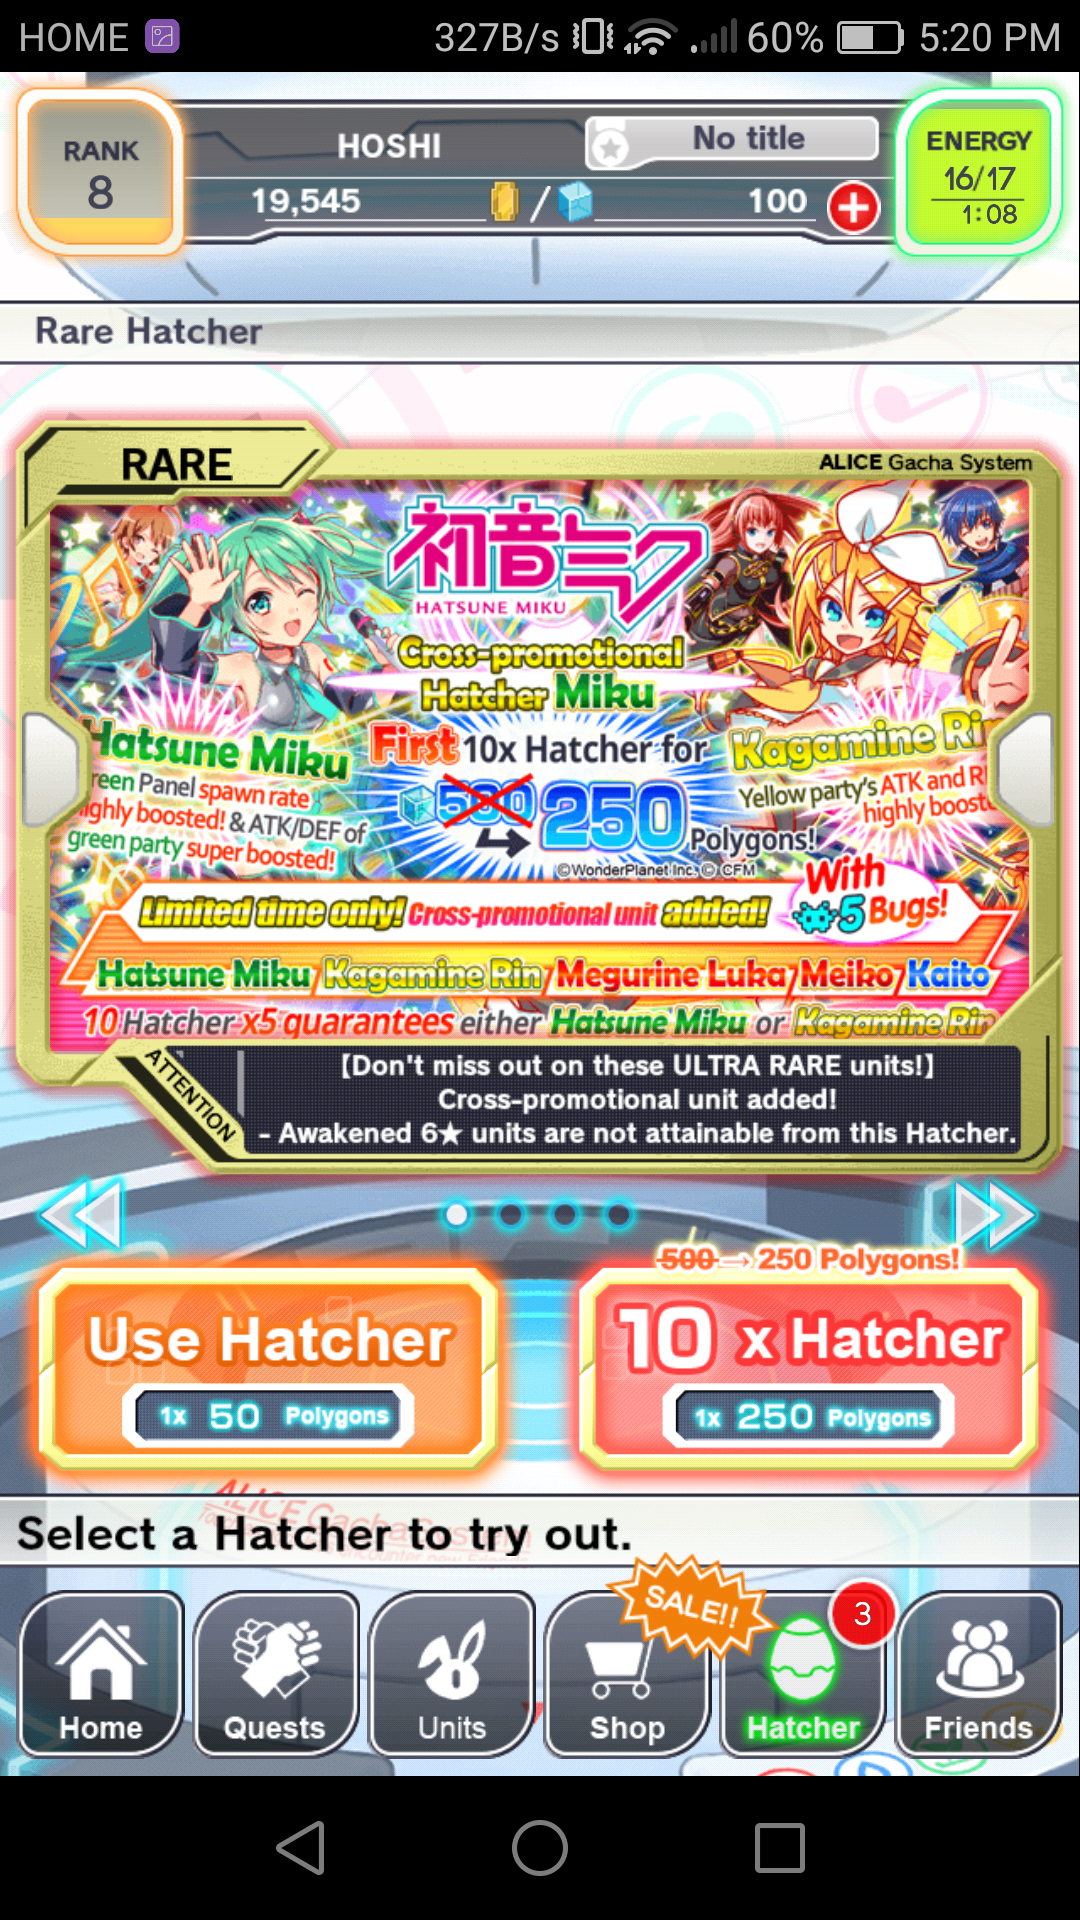 HOME 327B/s 60% 5:20 PM
RANK
8
HOSHI
No title
ENERGY
16/17
1:08
19,545 / 100
Rare Hatcher
RARE
ALICE Gacha System
初音ミク
HATSUNE MIKU
Cross-promotional
Hatcher Miku
First 10x Hatcher for
500 250 Polygons!
©WonderPlanet Inc. © CFM
Hatsune Miku
reen Panel spawn rate
ighly boosted! & ATK/DEF of
green party super boosted!
Kagamine Rin
Yellow party's ATK and R
highly booste
Limited time only! Cross-promotional unit added!
With
5 Bugs!
Hatsune Miku/Kagamine Rin/Megurine Luka/Meiko/Kaito
10 Hatcher x5 guarantees either Hatsune Miku or Kagamine Rin
ATTENTION
【Don't miss out on these ULTRA RARE units!】
Cross-promotional unit added!
- Awakened 6★ units are not attainable from this Hatcher.
500 → 250 Polygons!
Use Hatcher
1x 50 Polygons
10 x Hatcher
1x 250 Polygons
ALICE Gacha System
Select a Hatcher to try out.
SALE!!
3
Home Quests Units Shop Hatcher Friends